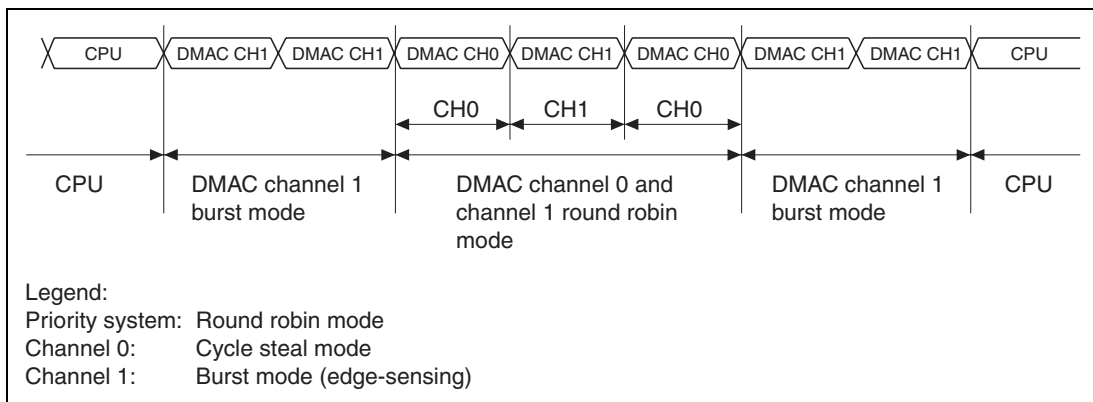 CPU DMAC CH1 DMAC CH1 DMAC CH0 DMAC CH1 DMAC CH0 DMAC CH1 DMAC CH1 CPU
CH0 CH1 CH0
CPU
DMAC channel 1
burst mode
DMAC channel 0 and
channel 1 round robin
mode
DMAC channel 1
burst mode
CPU
Legend:
Priority system: Round robin mode
Channel 0: Cycle steal mode
Channel 1: Burst mode (edge-sensing)